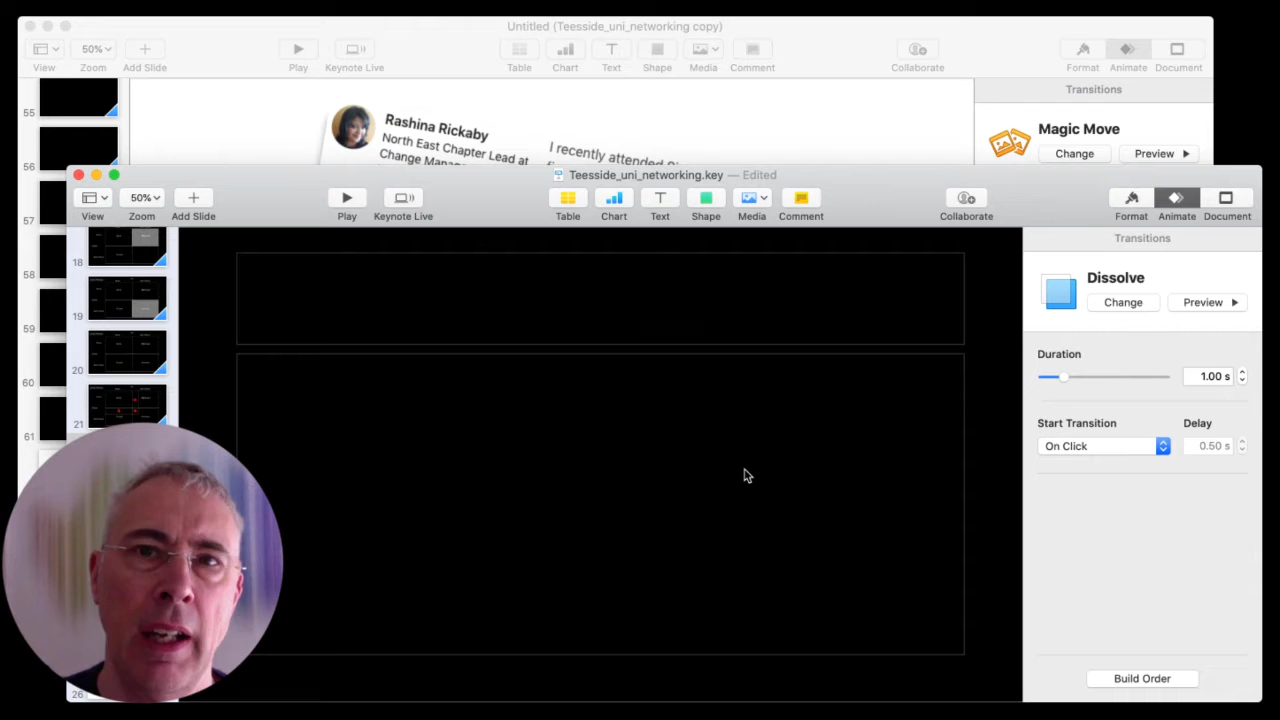 Untitled (Teesside_uni_networking copy)
50%
View Zoom Add Slide Play Keynote Live Table Chart Text Shape Media Comment Collaborate Format Animate Document
Transitions
55
56
57
58
59
60
61
Rashina Rickaby
North East Chapter Lead at
Change Man
I recently attended
Magic Move
Change Preview
Teesside_uni_networking.key — Edited
50%
View Zoom Add Slide Play Keynote Live Table Chart Text Shape Media Comment Collaborate Format Animate Document
Transitions
18
19
20
21
26
Dissolve
Change Preview
Duration
1.00 s
Start Transition Delay
On Click 0.50 s
Build Order